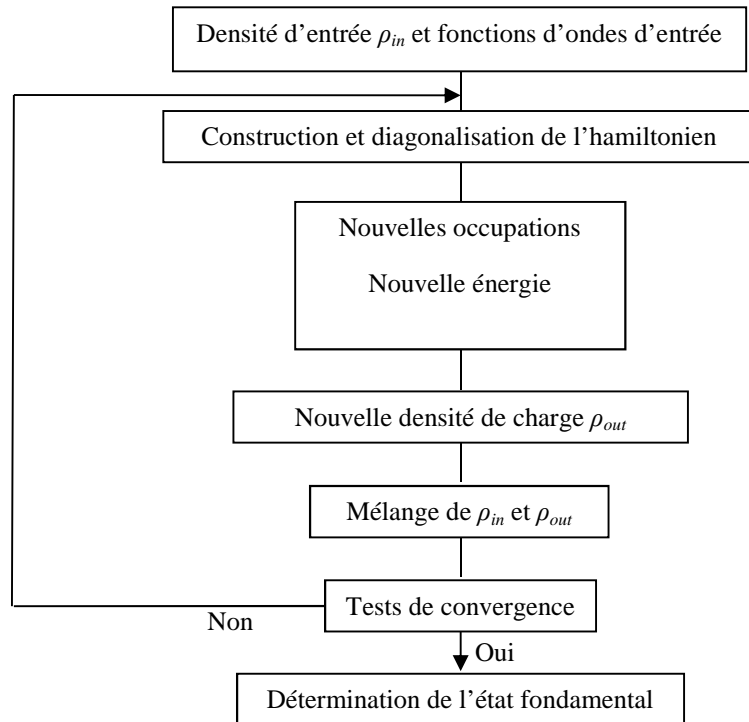 Densité d’entrée ρin et fonctions d’ondes d’entrée
Construction et diagonalisation de l’hamiltonien
Nouvelles occupations
Nouvelle énergie
Nouvelle densité de charge ρout
Mélange de ρin et ρout
Tests de convergence
Non
Oui
Détermination de l’état fondamental